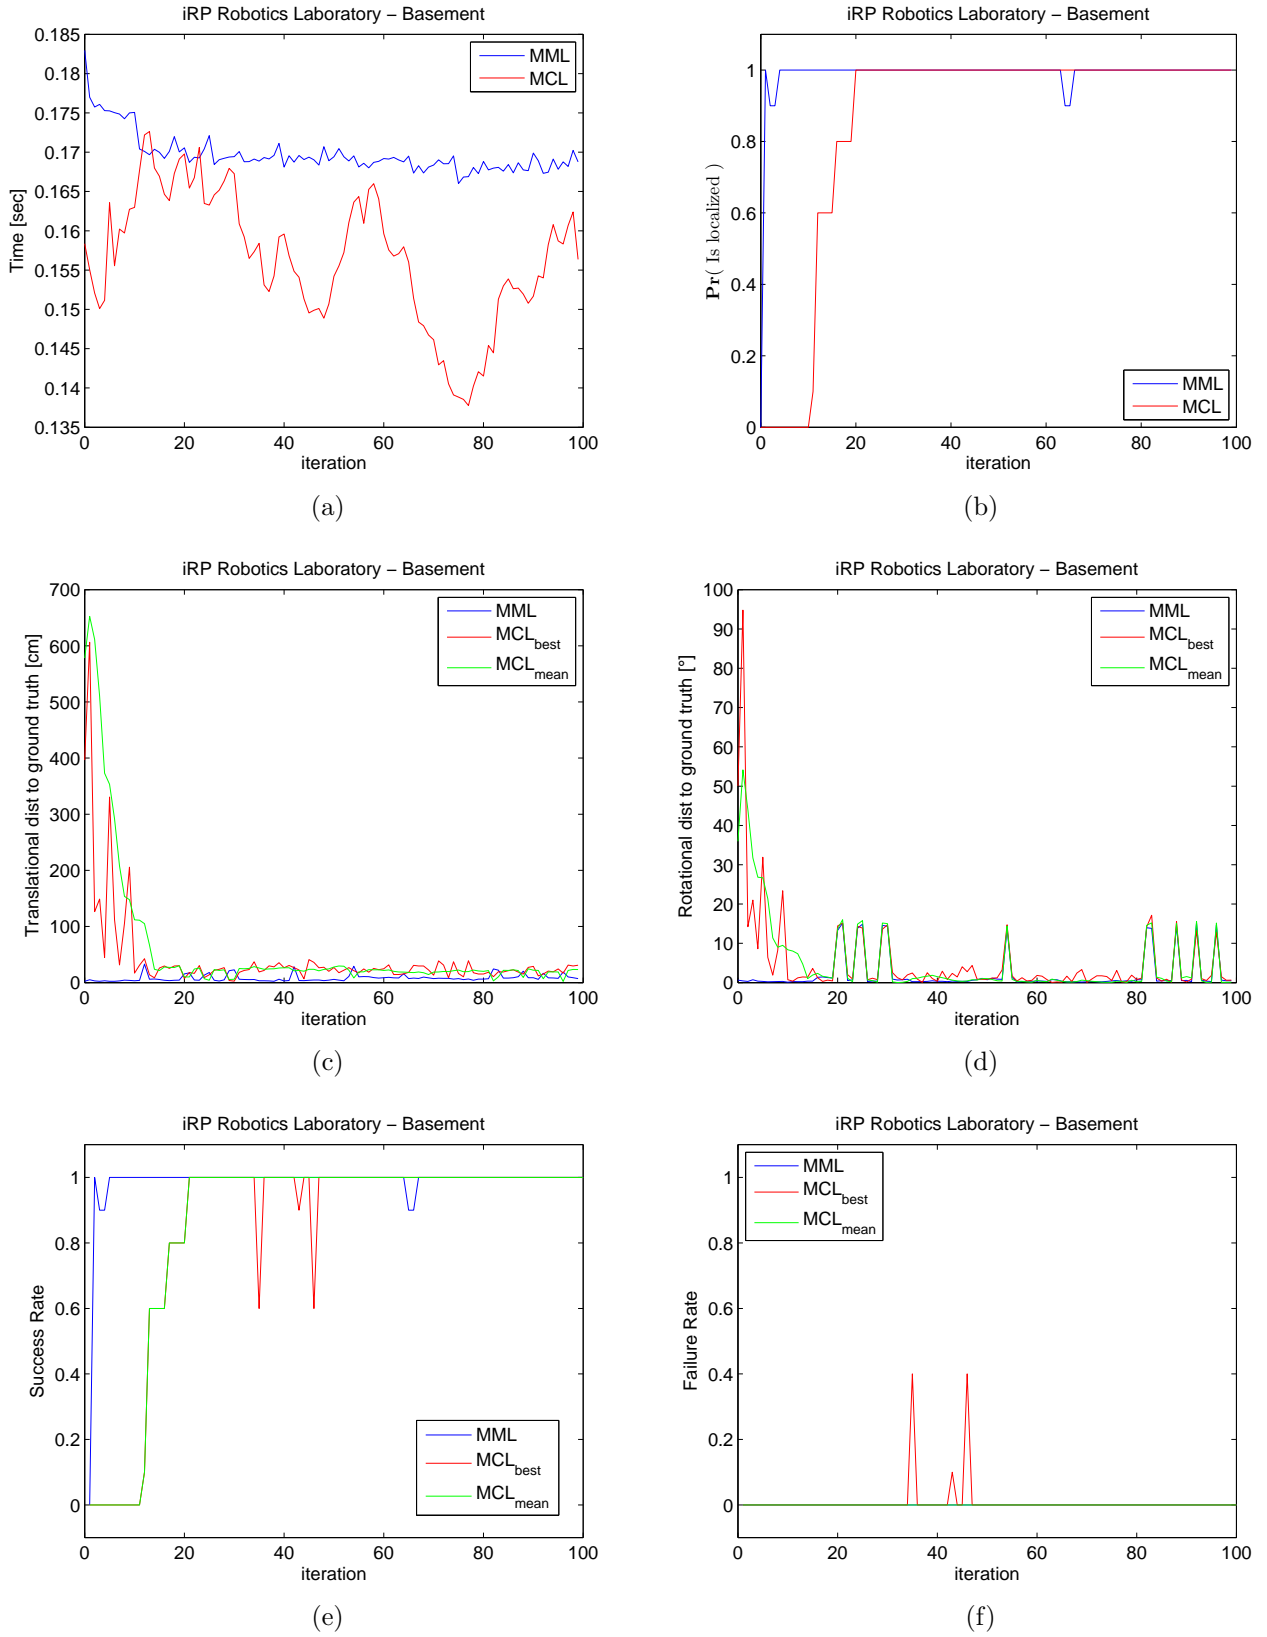 iRP Robotics Laboratory – Basement
0.185
0.18
0.175
0.17
0.165
0.16
0.155
0.15
0.145
0.14
0.135
Time [sec]
0 20 40 60 80 100
iteration
MML
MCL
(a)
iRP Robotics Laboratory – Basement
1
0.8
0.6
0.4
0.2
0
Pr( Is localized )
0 20 40 60 80 100
iteration
MML
MCL
(b)
iRP Robotics Laboratory – Basement
700
600
500
400
300
200
100
0
Translational dist to ground truth [cm]
0 20 40 60 80 100
iteration
MML
MCL_best
MCL_mean
(c)
iRP Robotics Laboratory – Basement
100
90
80
70
60
50
40
30
20
10
0
Rotational dist to ground truth [°]
0 20 40 60 80 100
iteration
MML
MCL_best
MCL_mean
(d)
iRP Robotics Laboratory – Basement
1
0.8
0.6
0.4
0.2
0
Success Rate
0 20 40 60 80 100
iteration
MML
MCL_best
MCL_mean
(e)
iRP Robotics Laboratory – Basement
1
0.8
0.6
0.4
0.2
0
Failure Rate
0 20 40 60 80 100
iteration
MML
MCL_best
MCL_mean
(f)